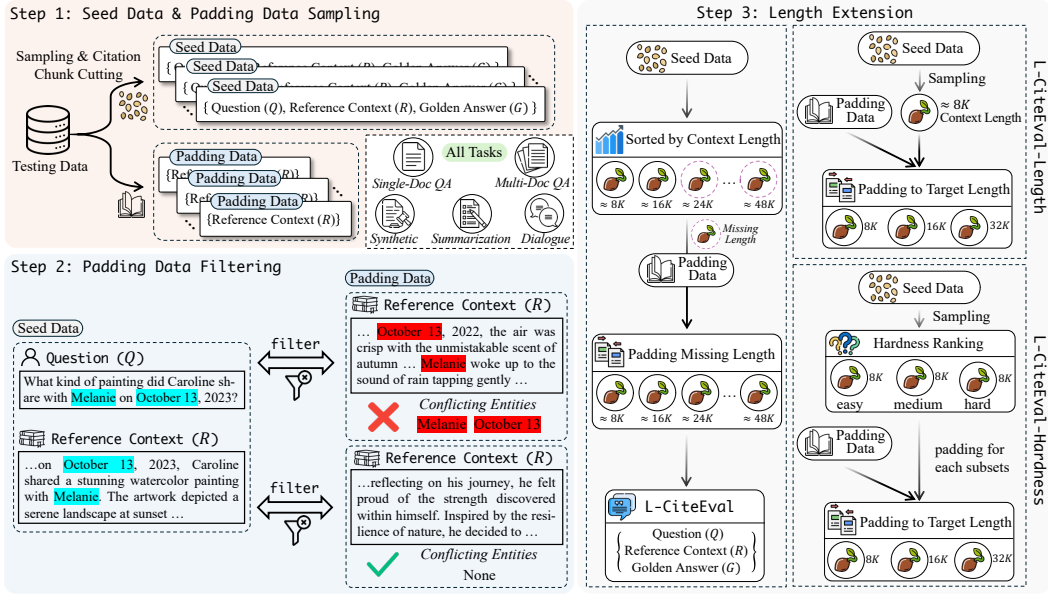 Step 1: Seed Data & Padding Data Sampling
Sampling & Citation
Chunk Cutting
Testing Data
Seed Data
Seed Data
Seed Data
{ Question (Q), Reference Context (R), Golden Answer (G) }
Padding Data
Padding Data
Padding Data
{Reference Context (R)}
All Tasks
Single-Doc QA
Multi-Doc QA
Synthetic
Summarization
Dialogue
Step 2: Padding Data Filtering
Seed Data
Question (Q)
What kind of painting did Caroline sh-
are with Melanie on October 13, 2023?
Reference Context (R)
...on October 13, 2023, Caroline
shared a stunning watercolor painting
with Melanie. The artwork depicted a
serene landscape at sunset ...
filter
filter
Padding Data
Reference Context (R)
... October 13, 2022, the air was
crisp with the unmistakable scent of
autumn ... Melanie woke up to the
sound of rain tapping gently ...
Conflicting Entities
Melanie October 13
Reference Context (R)
...reflecting on his journey, he felt
proud of the strength discovered
within himself. Inspired by the resi-
lience of nature, he decided to ...
Conflicting Entities
None
Step 3: Length Extension
Seed Data
Sorted by Context Length
≈ 8K ≈ 16K ≈ 24K ... ≈ 48K
Missing
Length
Padding
Data
Padding Missing Length
≈ 8K ≈ 16K ≈ 24K ... ≈ 48K
L-CiteEval
Question (Q)
Reference Context (R)
Golden Answer (G)
Seed Data
Sampling
Padding
Data
≈ 8K
Context Length
Padding to Target Length
8K 16K 32K
L-CiteEval-Length
Seed Data
Sampling
Hardness Ranking
8K 8K 8K
easy medium hard
Padding
Data
padding for
each subsets
Padding to Target Length
8K 16K 32K
L-CiteEval-Hardness